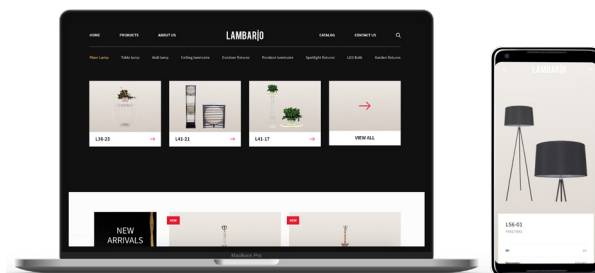 HOME PRODUCTS ABOUT US LAMBARIO CATALOG CONTACT US
Floor Lamp Table lamp Wall lamp Ceiling luminaire Outdoor fixtures Pendant luminaire Spotlight fixtures LED Bulb Garden fixtures
L36-23 → L41-21 → L41-17 → VIEW ALL
NEW ARRIVALS
NEW
NEW
MacBook Pro
LAMBARIO
L56-01